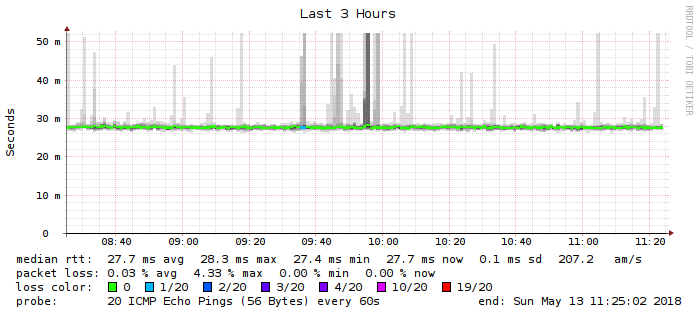 Last 3 Hours
RRDTOOL / TOBI OETIKER
Seconds
50 m
40 m
30 m
20 m
10 m
0
08:40 09:00 09:20 09:40 10:00 10:20 10:40 11:00 11:20
median rtt: 27.7 ms avg 28.3 ms max 27.4 ms min 27.7 ms now 0.1 ms sd 207.2 am/s
packet loss: 0.03 % avg 4.33 % max 0.00 % min 0.00 % now
loss color: 0 1/20 2/20 3/20 4/20 10/20 19/20
probe: 20 ICMP Echo Pings (56 Bytes) every 60s end: Sun May 13 11:25:02 2018